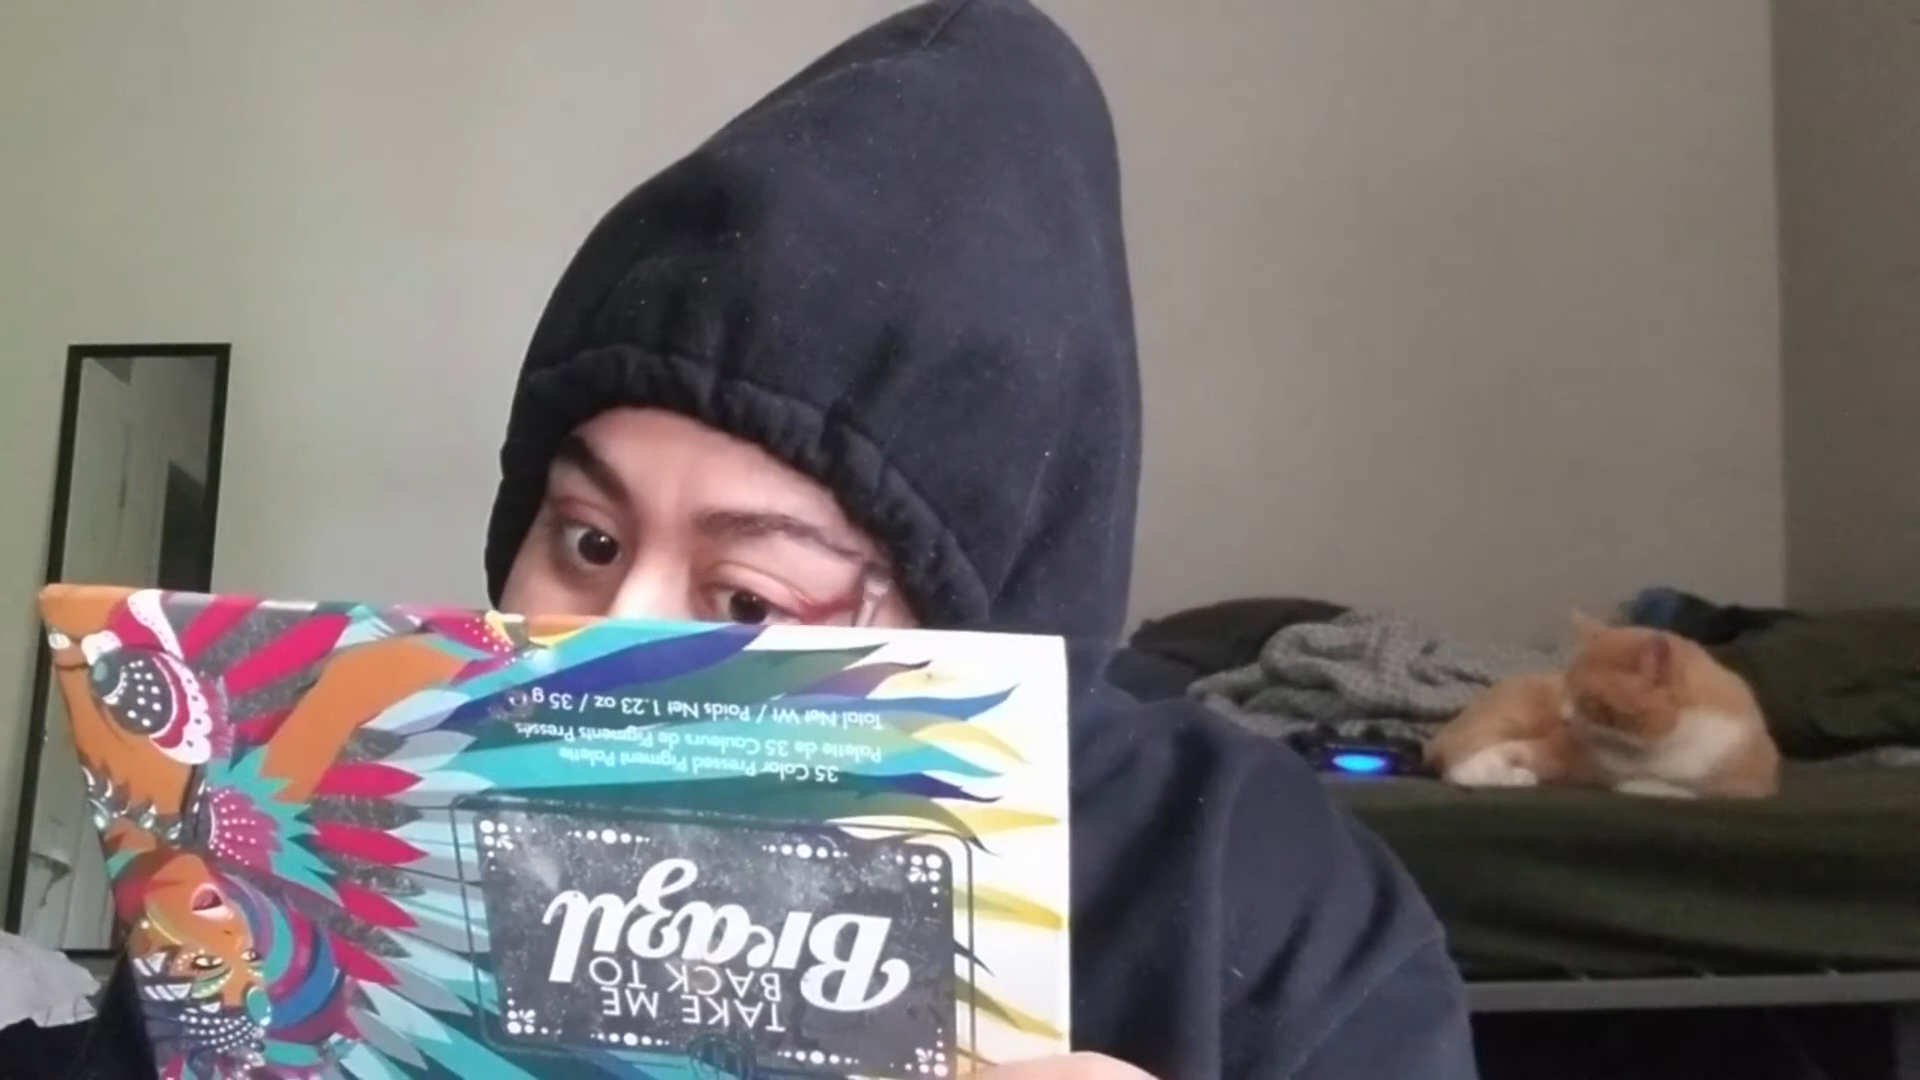 TAKE ME
BACK TO
Brazil
35 Color Pressed Pigment Palette
Palette de 35 Couleurs de Pigments Pressés
Total Net Wt / Poids Net 1.23 oz / 35 g